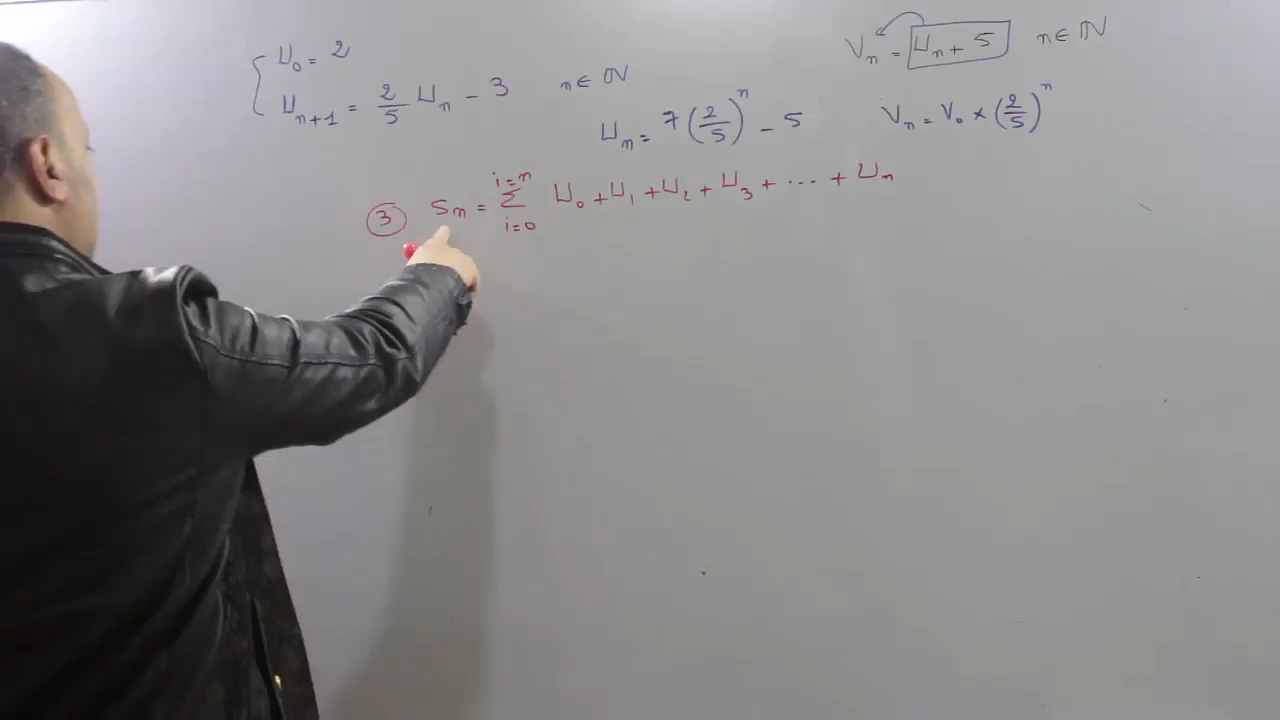 U₀ = 2
Uₙ₊₁ = 2/5 Uₙ - 3 n ∈ ℕ
Vₙ = Uₙ + 5 n ∈ ℕ
Uₙ = 7(2/5)ⁿ - 5
Vₙ = V₀ × (2/5)ⁿ
③ Sₙ = Σ i=n i=0 U₀ + U₁ + U₂ + U₃ + ... + Uₙ